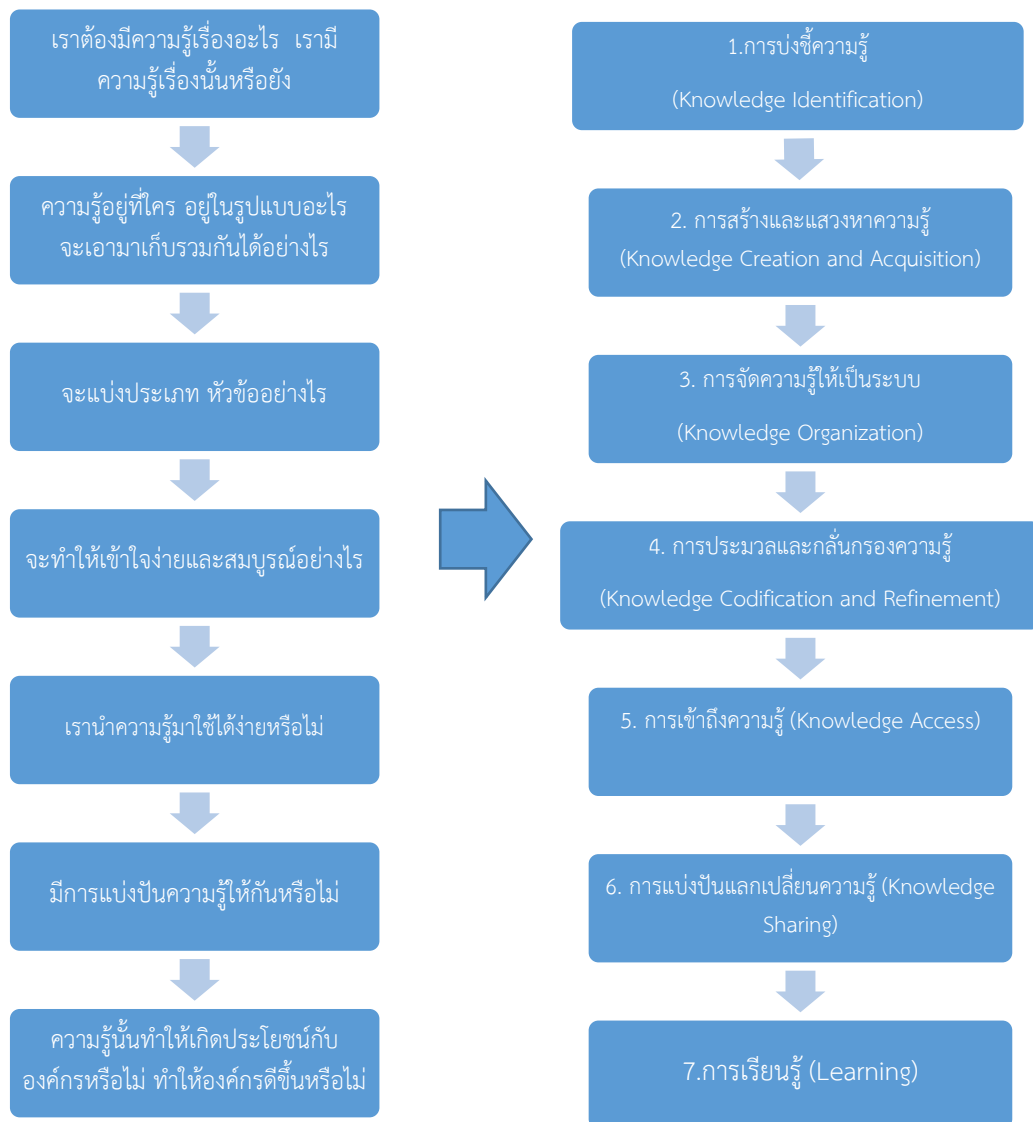 เราต้องมีความรู้เรื่องอะไร เรามี
ความรู้เรื่องนั้นหรือยัง
ความรู้อยู่ที่ใคร อยู่ในรูปแบบอะไร
จะเอามาเก็บรวมกันได้อย่างไร
จะแบ่งประเภท หัวข้ออย่างไร
จะทำให้เข้าใจง่ายและสมบูรณ์อย่างไร
เรานำความรู้มาใช้ได้ง่ายหรือไม่
มีการแบ่งปันความรู้ให้กันหรือไม่
ความรู้นั้นทำให้เกิดประโยชน์กับ
องค์กรหรือไม่ ทำให้องค์กรดีขึ้นหรือไม่
1.การบ่งชี้ความรู้
(Knowledge Identification)
2. การสร้างและแสวงหาความรู้
(Knowledge Creation and Acquisition)
3. การจัดความรู้ให้เป็นระบบ
(Knowledge Organization)
4. การประมวลและกลั่นกรองความรู้
(Knowledge Codification and Refinement)
5. การเข้าถึงความรู้ (Knowledge Access)
6. การแบ่งปันแลกเปลี่ยนความรู้ (Knowledge
Sharing)
7.การเรียนรู้ (Learning)